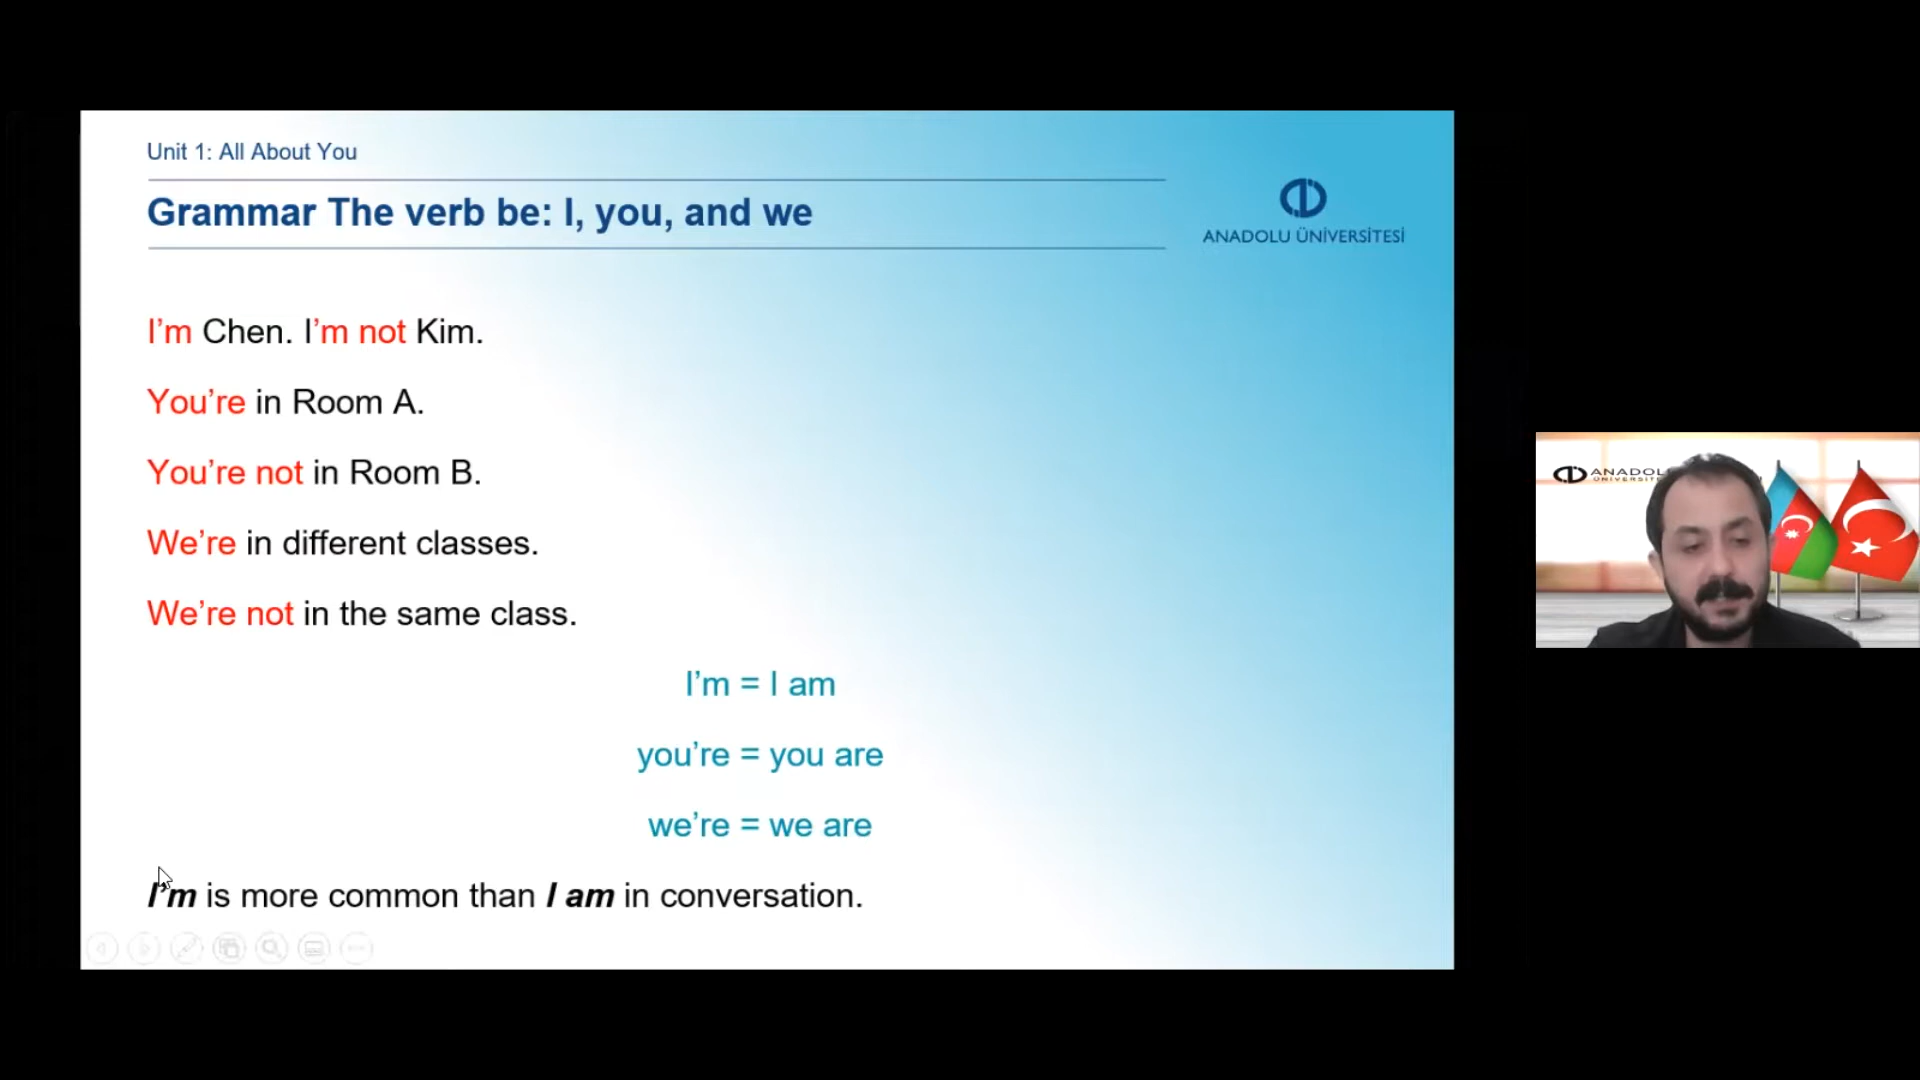 Unit 1: All About You
Grammar The verb be: I, you, and we
ANADOLU ÜNİVERSİTESİ
I’m Chen. I’m not Kim.
You’re in Room A.
You’re not in Room B.
We’re in different classes.
We’re not in the same class.
I’m = I am
you’re = you are
we’re = we are
I’m is more common than I am in conversation.